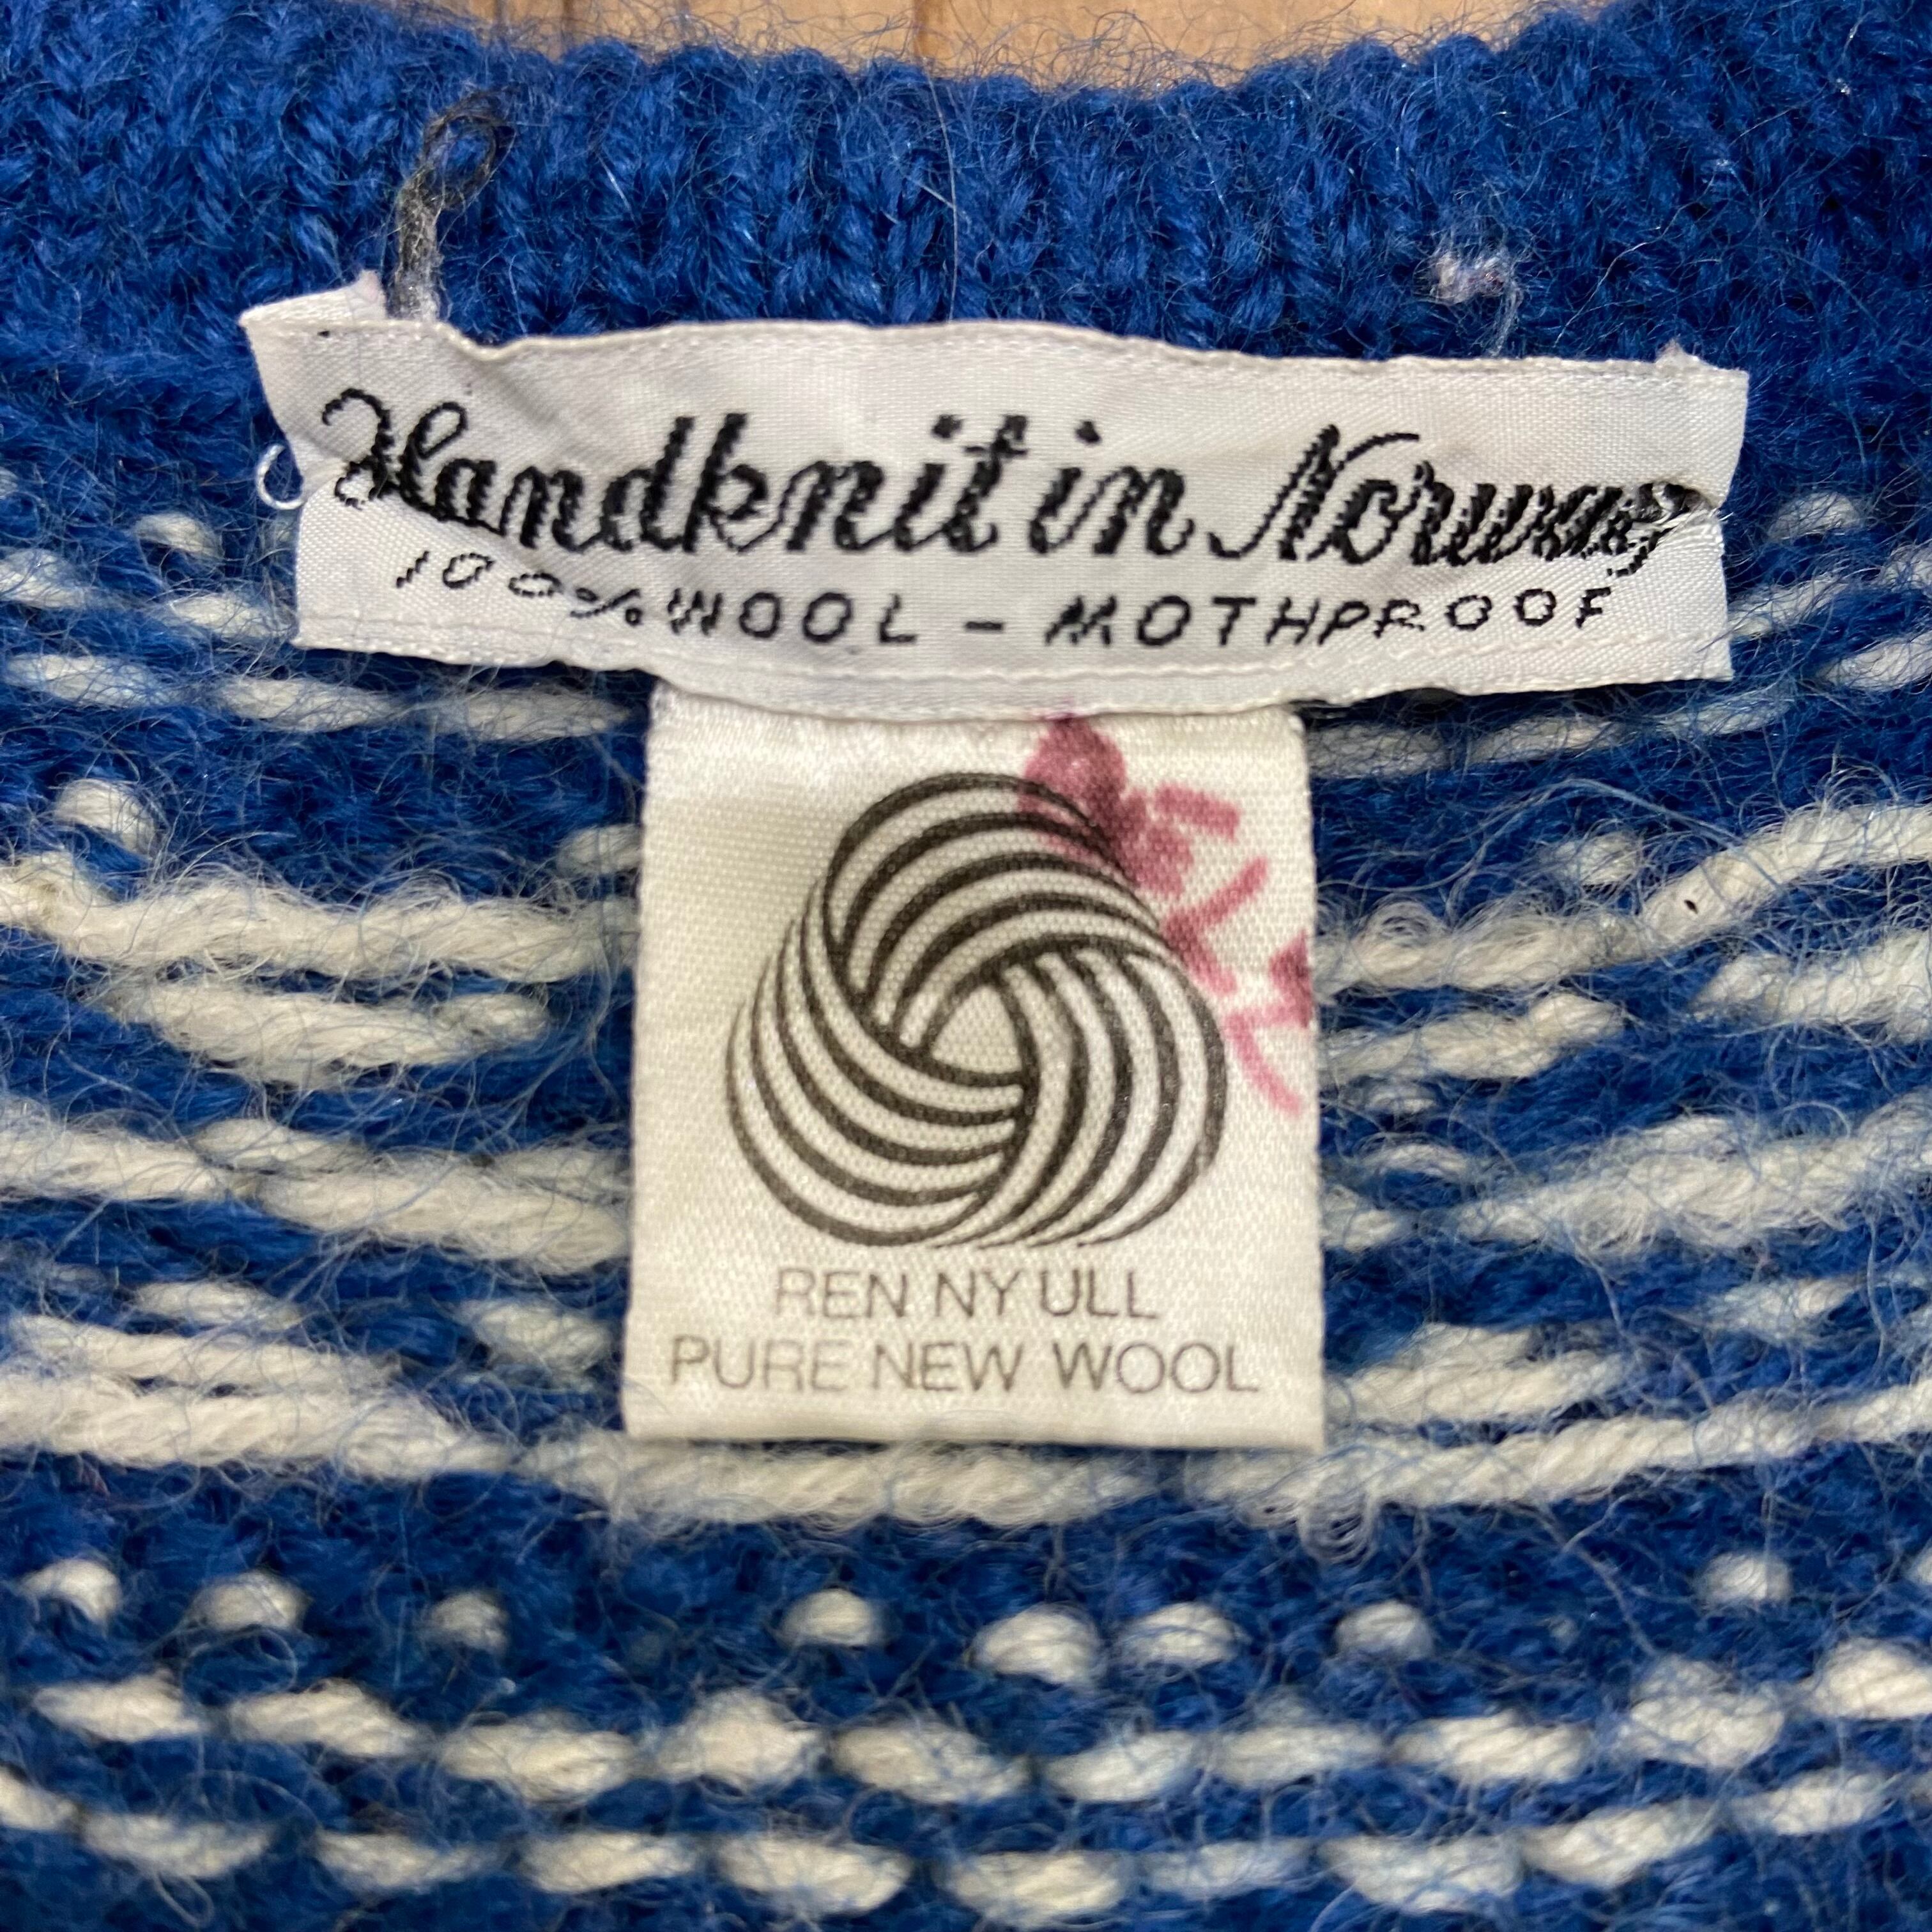 Handknit in Norway
100% WOOL - MOTHPROOF
REN NY ULL
PURE NEW WOOL